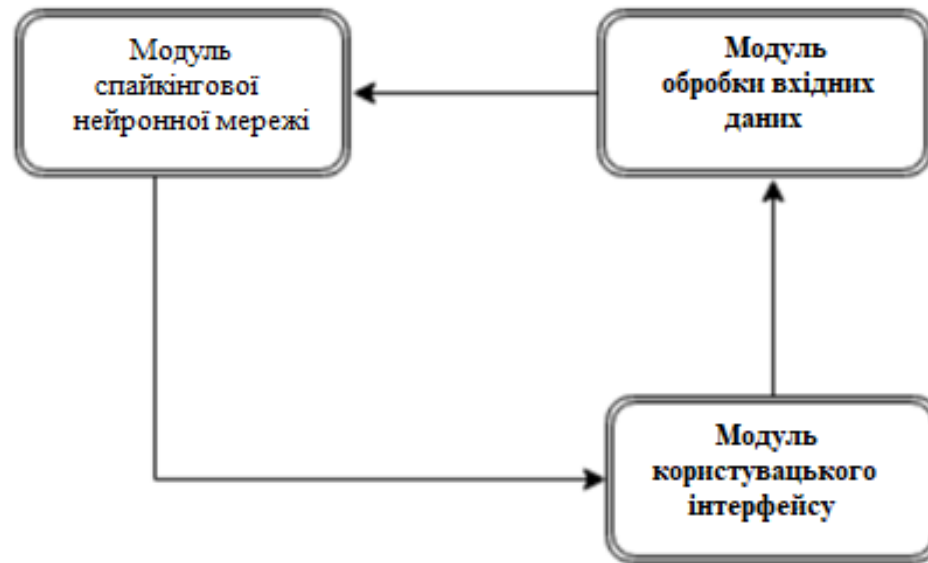 Модуль
спайкінгової
нейронної мережі
Модуль
обробки вхідних
даних
Модуль
користувацького
інтерфейсу